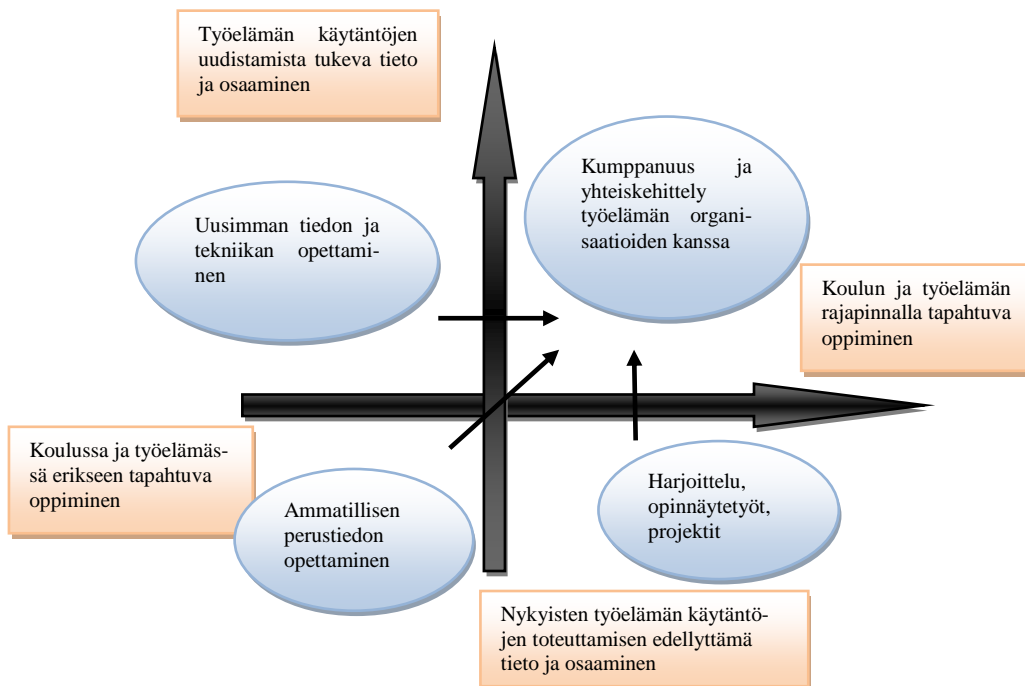 Työelämän käytäntöjen
uudistamista tukeva tieto
ja osaaminen
Kumppanuus ja
yhteiskehittely
työelämän organi-
saatioiden kanssa
Uusimman tiedon ja
tekniikan opettami-
nen
Koulun ja työelämän
rajapinnalla tapahtuva
oppiminen
Koulussa ja työelämäs-
sä erikseen tapahtuva
oppiminen
Ammatillisen
perustiedon
opettaminen
Harjoittelu,
opinnäytetyöt,
projektit
Nykyisten työelämän käytäntö-
jen toteuttamisen edellyttämä
tieto ja osaaminen